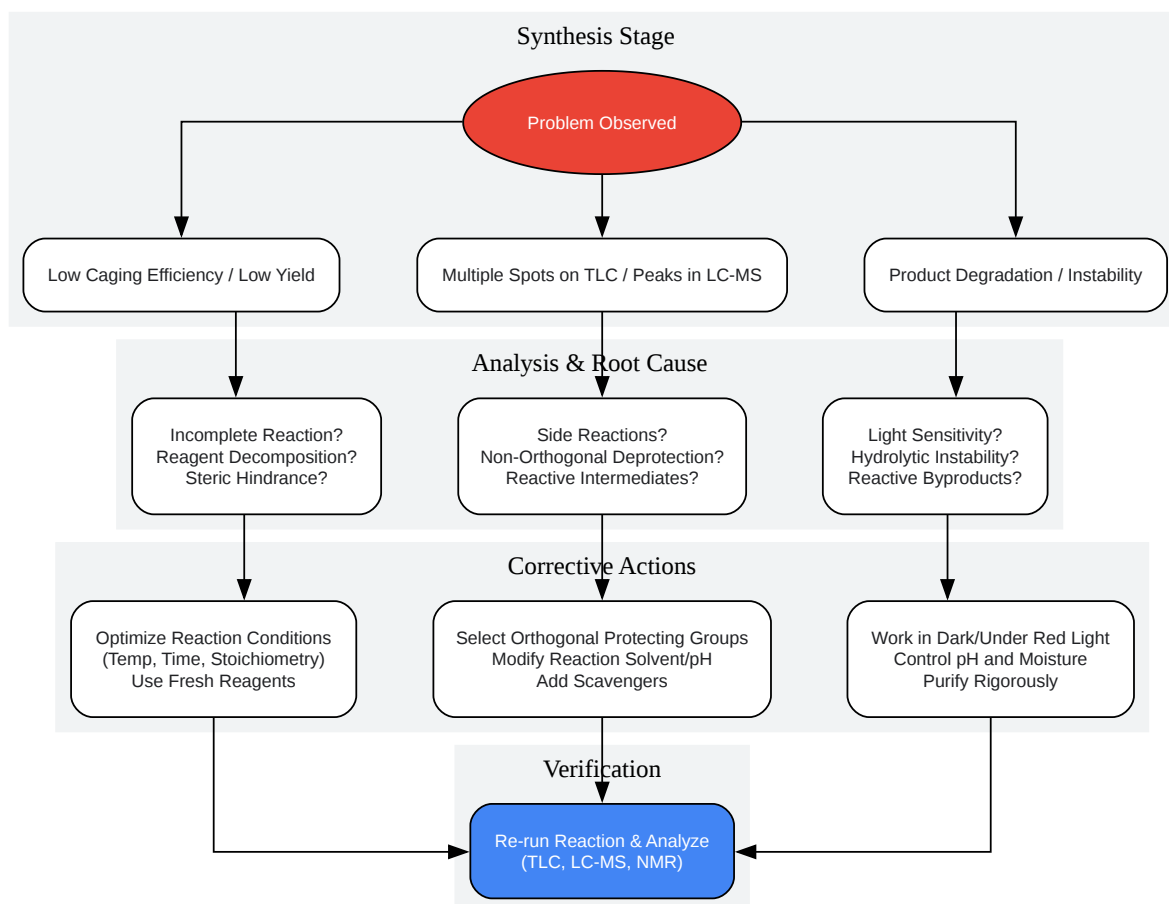 Synthesis Stage
Problem Observed
Low Caging Efficiency / Low Yield
Multiple Spots on TLC / Peaks in LC-MS
Product Degradation / Instability
Analysis & Root Cause
Incomplete Reaction?
Reagent Decomposition?
Steric Hindrance?
Side Reactions?
Non-Orthogonal Deprotection?
Reactive Intermediates?
Light Sensitivity?
Hydrolytic Instability?
Reactive Byproducts?
Corrective Actions
Optimize Reaction Conditions
(Temp, Time, Stoichiometry)
Use Fresh Reagents
Select Orthogonal Protecting Groups
Modify Reaction Solvent/pH
Add Scavengers
Work in Dark/Under Red Light
Control pH and Moisture
Purify Rigorously
Verification
Re-run Reaction & Analyze
(TLC, LC-MS, NMR)